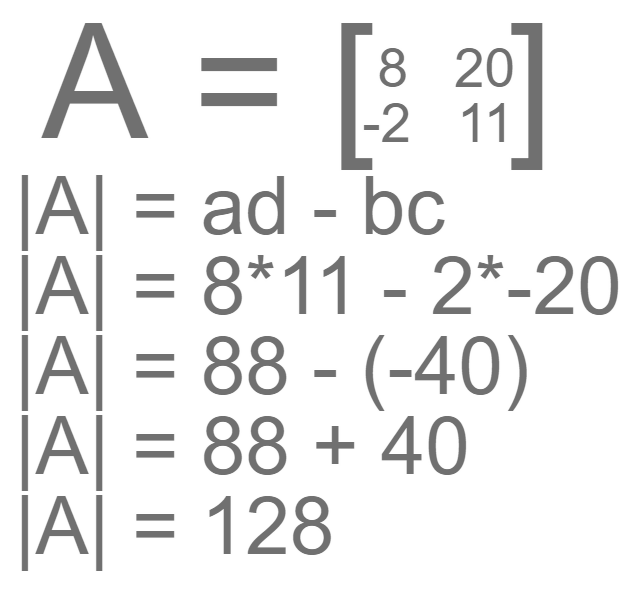 A = [8 20
-2 11]
|A| = ad - bc
|A| = 8*11 - 2*-20
|A| = 88 - (-40)
|A| = 88 + 40
|A| = 128